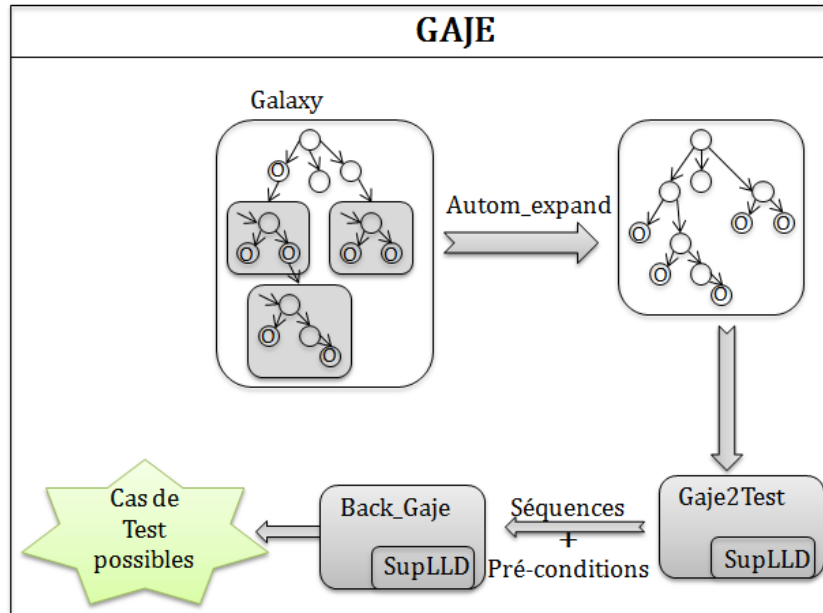 GAJE
Galaxy
O
O O
O O
O
O
Autom_expand
O
O
O
O O
Gaje2Test
SupLLD
Séquences
+
Pré-conditions
Back_Gaje
SupLLD
Cas de
Test
possibles